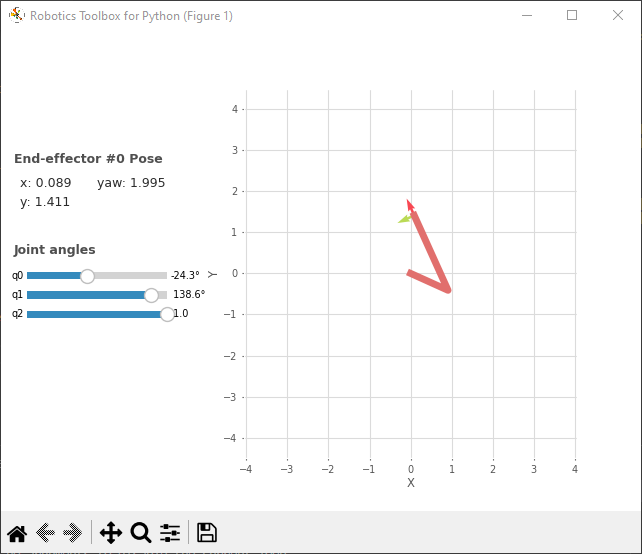 Robotics Toolbox for Python (Figure 1)
End-effector #0 Pose
x: 0.089 yaw: 1.995
y: 1.411
Joint angles
q0 -24.3°
q1 138.6°
q2 1.0
Y
4
3
2
1
0
−1
−2
−3
−4
−4 −3 −2 −1 0 1 2 3 4
X